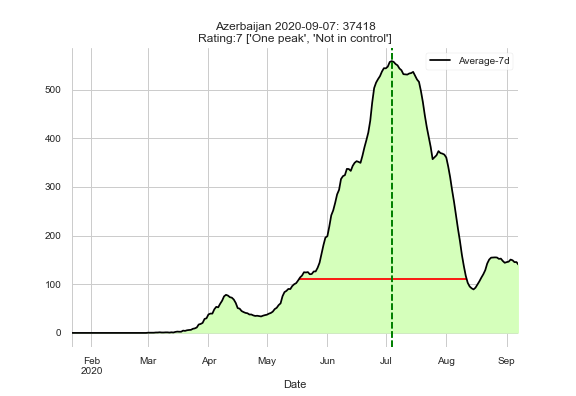 Azerbaijan 2020-09-07: 37418
Rating:7 ['One peak', 'Not in control']
Average-7d
500
400
300
200
100
0
Feb Mar Apr May Jun Jul Aug Sep
2020
Date